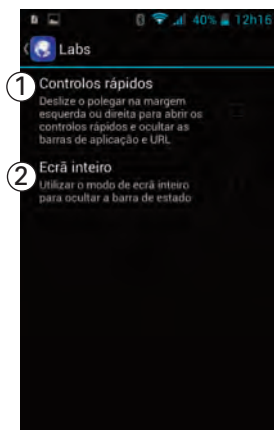 40% 12h16
Labs
1 Controlos rápidos
Deslize o polegar na margem
esquerda ou direita para abrir os
controlos rápidos e ocultar as
barras de aplicação e URL
2 Ecrã inteiro
Utilizar o modo de ecrã inteiro
para ocultar a barra de estado